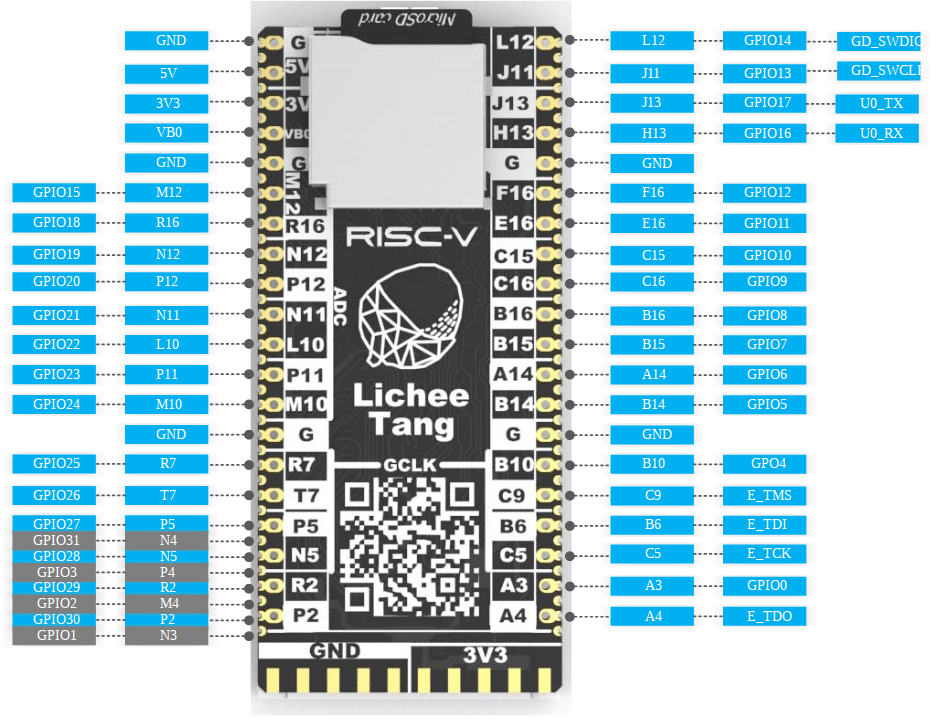 MicroSD card
GND G L12 L12 GPIO14 GD_SWDIO
5V 5V J11 J11 GPIO13 GD_SWCL
3V3 3V J13 J13 GPIO17 U0_TX
VB0 VB0 H13 H13 GPIO16 U0_RX
GND G G GND
GPIO15 M12 M12 F16 F16 GPIO12
GPIO18 R16 R16 E16 E16 GPIO11
RISC-V
GPIO19 N12 N12 C15 C15 GPIO10
GPIO20 P12 P12 C16 C16 GPIO9
ADC
GPIO21 N11 N11 B16 B16 GPIO8
GPIO22 L10 L10 B15 B15 GPIO7
GPIO23 P11 P11 A14 A14 GPIO6
Lichee
GPIO24 M10 M10 B14 B14 GPIO5
Tang
GND G G GND
GPIO25 R7 R7 GCLK B10 B10 GPO4
GPIO26 T7 T7 C9 C9 E_TMS
GPIO27 P5 P5 B6 B6 E_TDI
GPIO31 N4
GPIO28 N5 N5 C5 C5 E_TCK
GPIO3 P4
GPIO29 R2 R2 A3 A3 GPIO0
GPIO2 M4
GPIO30 P2 P2 A4 A4 E_TDO
GPIO1 N3
GND 3V3